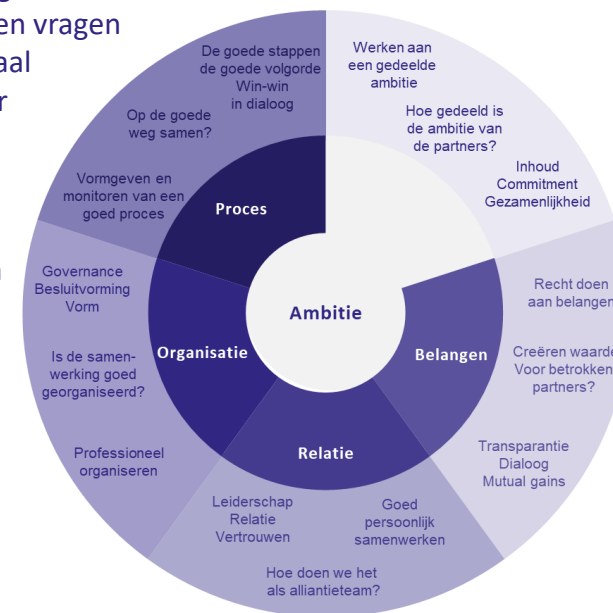 en vragen
aal
De goede stappen
de goede volgorde
Win-win
in dialoog
Op de goede
weg samen?
Vormgeven en
monitoren van een
goed proces
Proces
Werken aan
een gedeelde
ambitie
Hoe gedeeld is
de ambitie van
de partners?
Inhoud
Commitment
Gezamenlijkheid
Ambitie
Governance
Besluitvorming
Vorm
Is de samen-
werking goed
georganiseerd?
Professioneel
organiseren
Organisatie
Belangen
Recht doen
aan belangen
Creëren waarde
Voor betrokken
partners?
Transparantie
Dialoog
Mutual gains
Relatie
Leiderschap
Relatie
Vertrouwen
Goed
persoonlijk
samenwerken
Hoe doen we het
als alliantieteam?